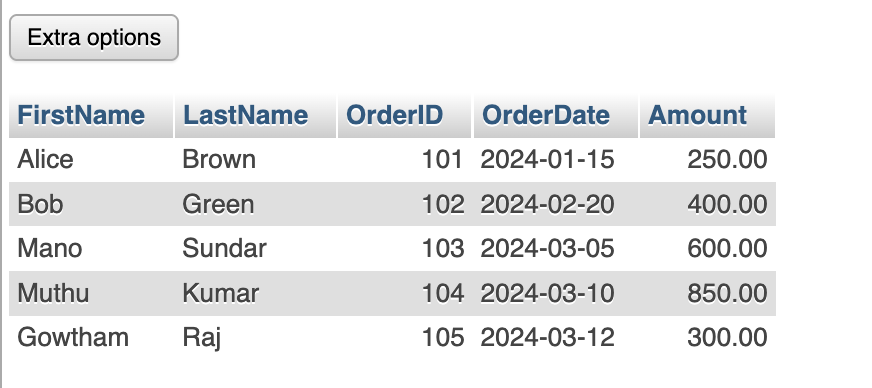 Extra options
FirstName LastName OrderID OrderDate Amount
Alice Brown 101 2024-01-15 250.00
Bob Green 102 2024-02-20 400.00
Mano Sundar 103 2024-03-05 600.00
Muthu Kumar 104 2024-03-10 850.00
Gowtham Raj 105 2024-03-12 300.00